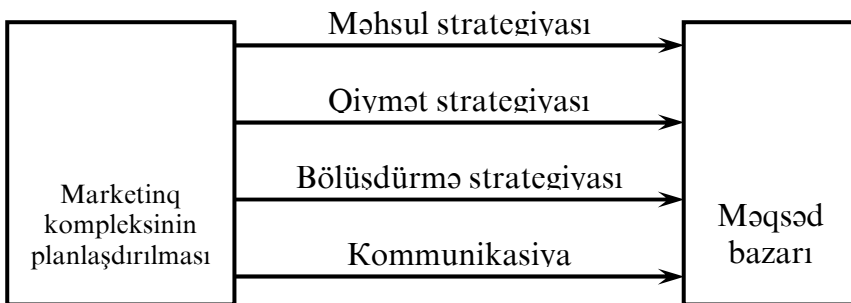 Məhsul strategiyası
Qiymət strategiyası
Bölüşdürmə strategiyası
Kommunikasiya
Marketinq
kompleksinin
planlaşdırılması
Məqsəd
bazarı